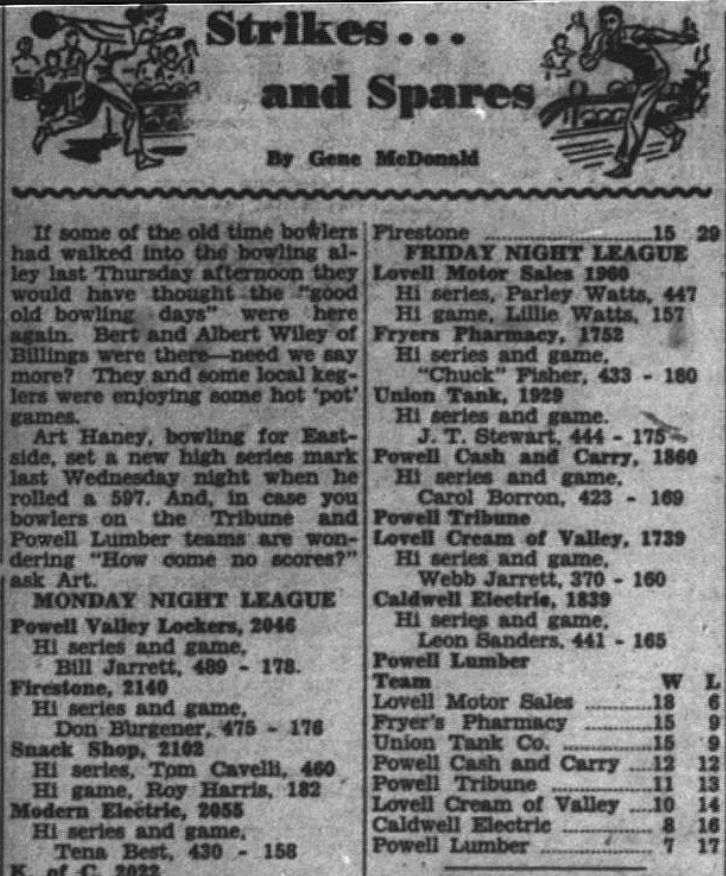 Strikes...
and Spares
By Gene McDonald
If some of the old time bowlers
had walked into the bowling al-
ley last Thursday afternoon they
would have thought the "good
old bowling days" were here
again. Bert and Albert Wiley of
Billings were there—need we say
more? They and some local keg-
lers were enjoying some hot 'pot'
games.
Art Haney, bowling for East-
side, set a new high series mark
last Wednesday night when he
rolled a 597. And, in case you
bowlers on the Tribune and
Powell Lumber teams are won-
dering "How come no scores?"
ask Art.
MONDAY NIGHT LEAGUE
Powell Valley Lockers, 2046
Hi series and game,
Bill Jarrett, 489 - 178.
Firestone, 2140
Hi series and game,
Don Burgener, 475 - 176
Snack Shop, 2102
Hi series, Tom Cavelli, 460
Hi game, Roy Harris, 182
Modern Electric, 2055
Hi series and game,
Tena Best, 430 - 158
K. of C. 2022
Firestone ..............................15 29
FRIDAY NIGHT LEAGUE
Lovell Motor Sales 1960
Hi series, Parley Watts, 447
Hi game, Lillie Watts, 157
Fryers Pharmacy, 1752
Hi series and game,
"Chuck" Fisher, 433 - 180
Union Tank, 1929
Hi series and game.
J. T. Stewart, 444 - 175
Powell Cash and Carry, 1860
Hi series and game,
Carol Borron, 423 - 169
Powell Tribune
Lovell Cream of Valley, 1739
Hi series and game,
Webb Jarrett, 370 - 160
Caldwell Electric, 1839
Hi series and game,
Leon Sanders, 441 - 165
Powell Lumber
Team W L
Lovell Motor Sales ..........18 6
Fryer's Pharmacy ..........15 9
Union Tank Co. ..............15 9
Powell Cash and Carry ...12 12
Powell Tribune ..............11 13
Lovell Cream of Valley ...10 14
Caldwell Electric .............. 8 16
Powell Lumber ................ 7 17